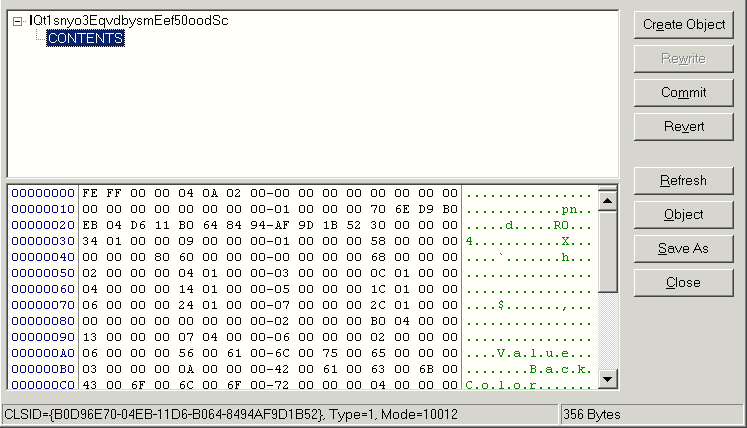 IQt1snyo3EqvdbysmEef50oodSc
CONTENTS
Create Object
Rewrite
Commit
Revert
Refresh
Object
Save As
Close
00000000 FE FF 00 00 04 0A 02 00-00 00 00 00 00 00 00 00 ................
00000010 00 00 00 00 00 00 00 00-01 00 00 00 70 6E D9 B0 ............pn..
00000020 EB 04 D6 11 B0 64 84 94-AF 9D 1B 52 30 00 00 00 .....d.....R0...
00000030 34 01 00 00 09 00 00 00-01 00 00 00 58 00 00 00 4...........X...
00000040 00 00 00 80 60 00 00 00-00 00 00 00 68 00 00 00 ....`.......h...
00000050 02 00 00 00 04 01 00 00-03 00 00 00 0C 01 00 00 ................
00000060 04 00 00 00 14 01 00 00-05 00 00 00 1C 01 00 00 ................
00000070 06 00 00 00 24 01 00 00-07 00 00 00 2C 01 00 00 ....$.......,...
00000080 00 00 00 00 00 00 00 00-02 00 00 00 B0 04 00 00 ................
00000090 13 00 00 00 07 04 00 00-06 00 00 00 02 00 00 00 ................
000000A0 06 00 00 00 56 00 61 00-6C 00 75 00 65 00 00 00 ....V.a.l.u.e...
000000B0 03 00 00 00 0A 00 00 00-42 00 61 00 63 00 6B 00 ........B.a.c.k.
000000C0 43 00 6F 00 6C 00 6F 00-72 00 00 00 04 00 00 00 C.o.l.o.r.......
CLSID={B0D96E70-04EB-11D6-B064-8494AF9D1B52}, Type=1, Mode=10012
356 Bytes